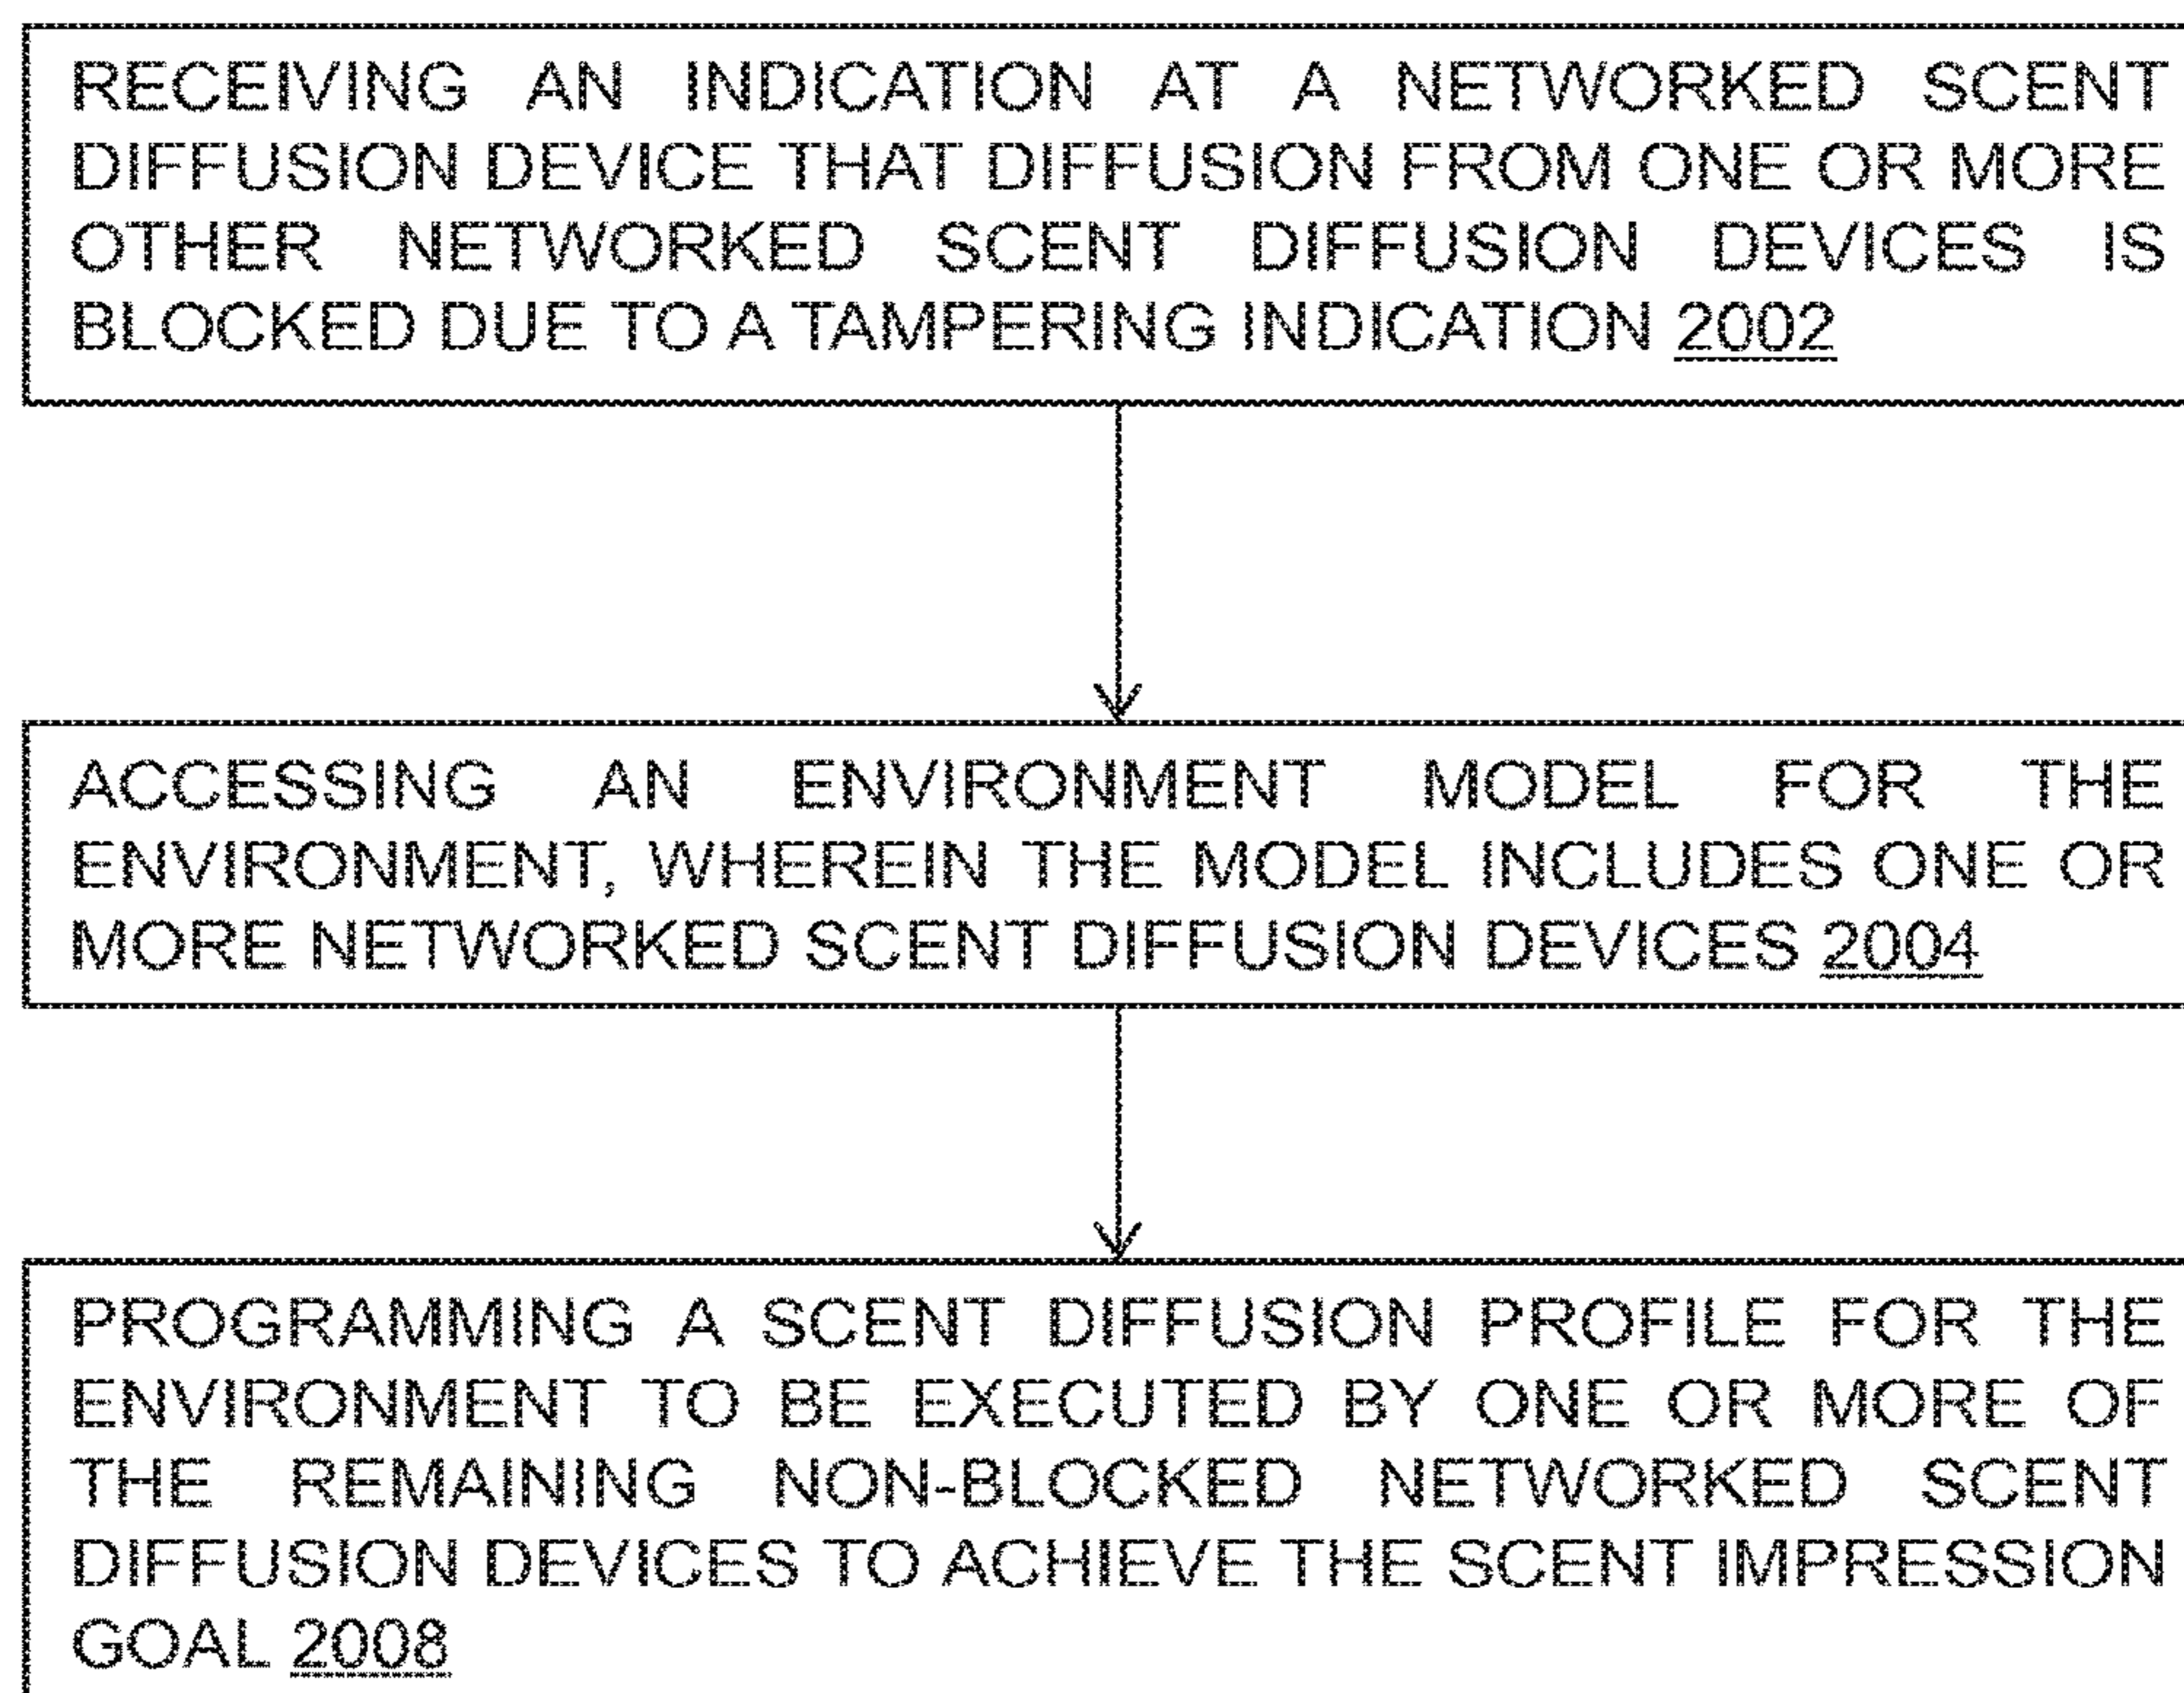 RECEIVING AN INDICATION AT A NETWORKED SCENT
DIFFUSION DEVICE THAT DIFFUSION FROM ONE OR MORE
OTHER NETWORKED SCENT DIFFUSION DEVICES IS
BLOCKED DUE TO A TAMPERING INDICATION 2002
ACCESSING AN ENVIRONMENT MODEL FOR THE
ENVIRONMENT, WHEREIN THE MODEL INCLUDES ONE OR
MORE NETWORKED SCENT DIFFUSION DEVICES 2004
PROGRAMMING A SCENT DIFFUSION PROFILE FOR THE
ENVIRONMENT TO BE EXECUTED BY ONE OR MORE OF
THE REMAINING NON-BLOCKED NETWORKED SCENT
DIFFUSION DEVICES TO ACHIEVE THE SCENT IMPRESSION
GOAL 2008